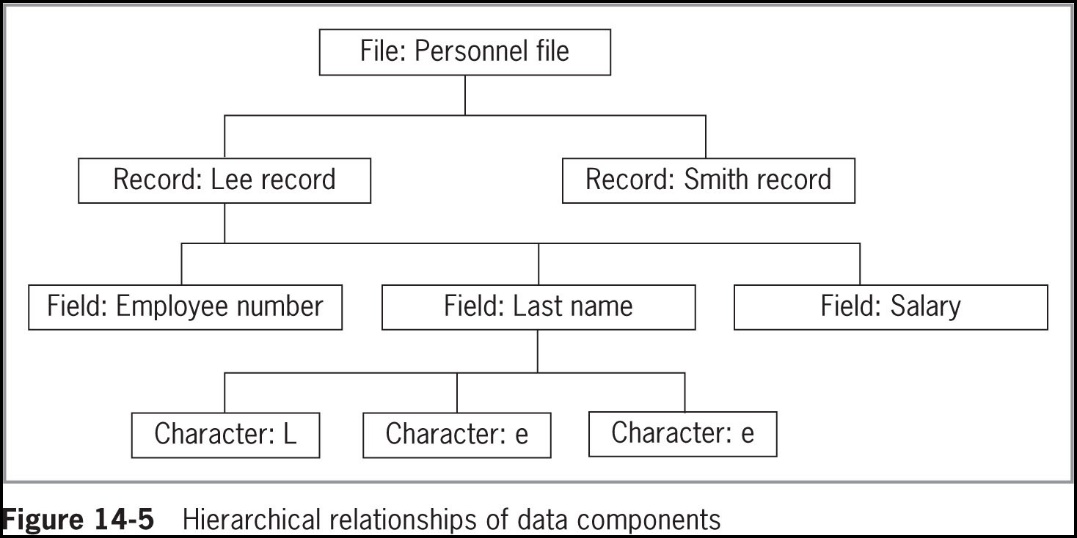 File: Personnel file
Record: Lee record
Record: Smith record
Field: Employee number
Field: Last name
Field: Salary
Character: L
Character: e
Character: e
Figure 14-5 Hierarchical relationships of data components